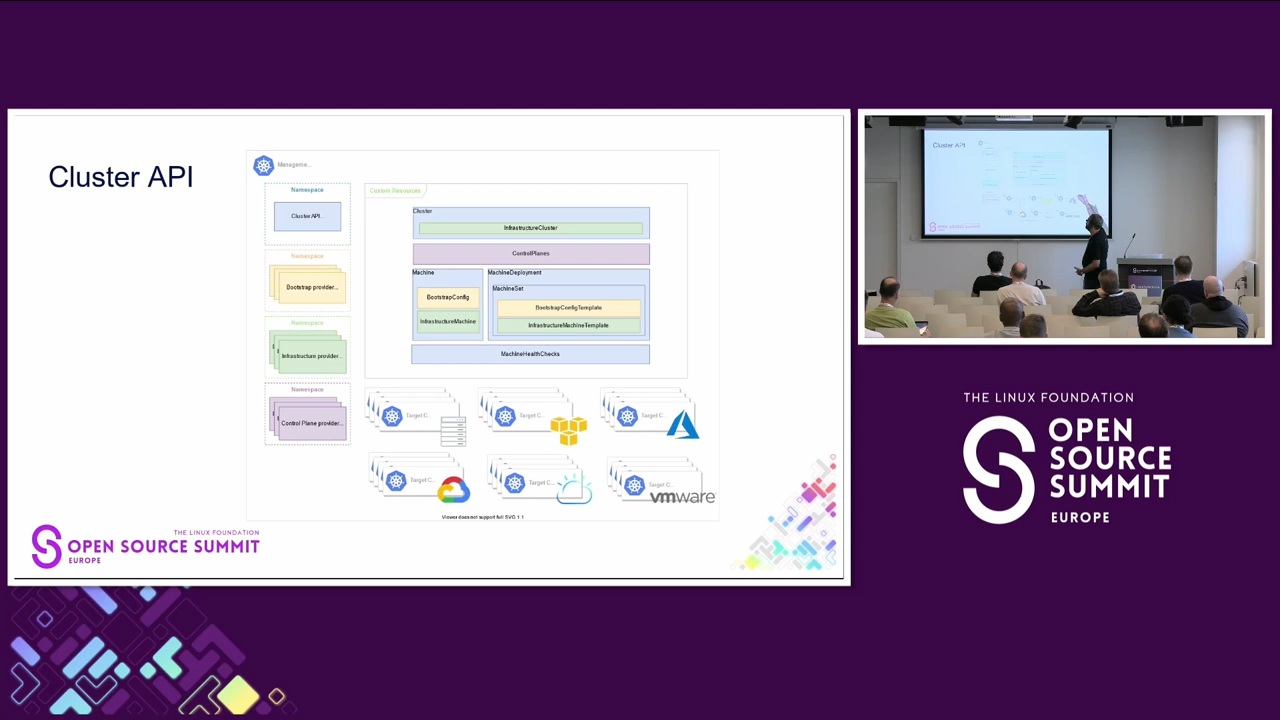 Cluster API
Manageme...
Namespace
Cluster API.
Namespace
Bootstrap provider...
Namespace
Infrastructure provider...
Namespace
Control Plane provider...
Custom Resources
Cluster
InfrastructureCluster
ControlPlanes
Machine
BootstrapConfig
InfrastructureMachine
MachineDeployment
MachineSet
BootstrapConfigTemplate
InfrastructureMachineTemplate
MachineHealthChecks
Target C...
Target C...
Target C...
Target C...
Target C...
Target C...
vmware
Viewer does not support full SVG 1.1
THE LINUX FOUNDATION
OPEN SOURCE SUMMIT
EUROPE
Cluster API
THE LINUX FOUNDATION
OPEN
SOURCE
SUMMIT
EUROPE